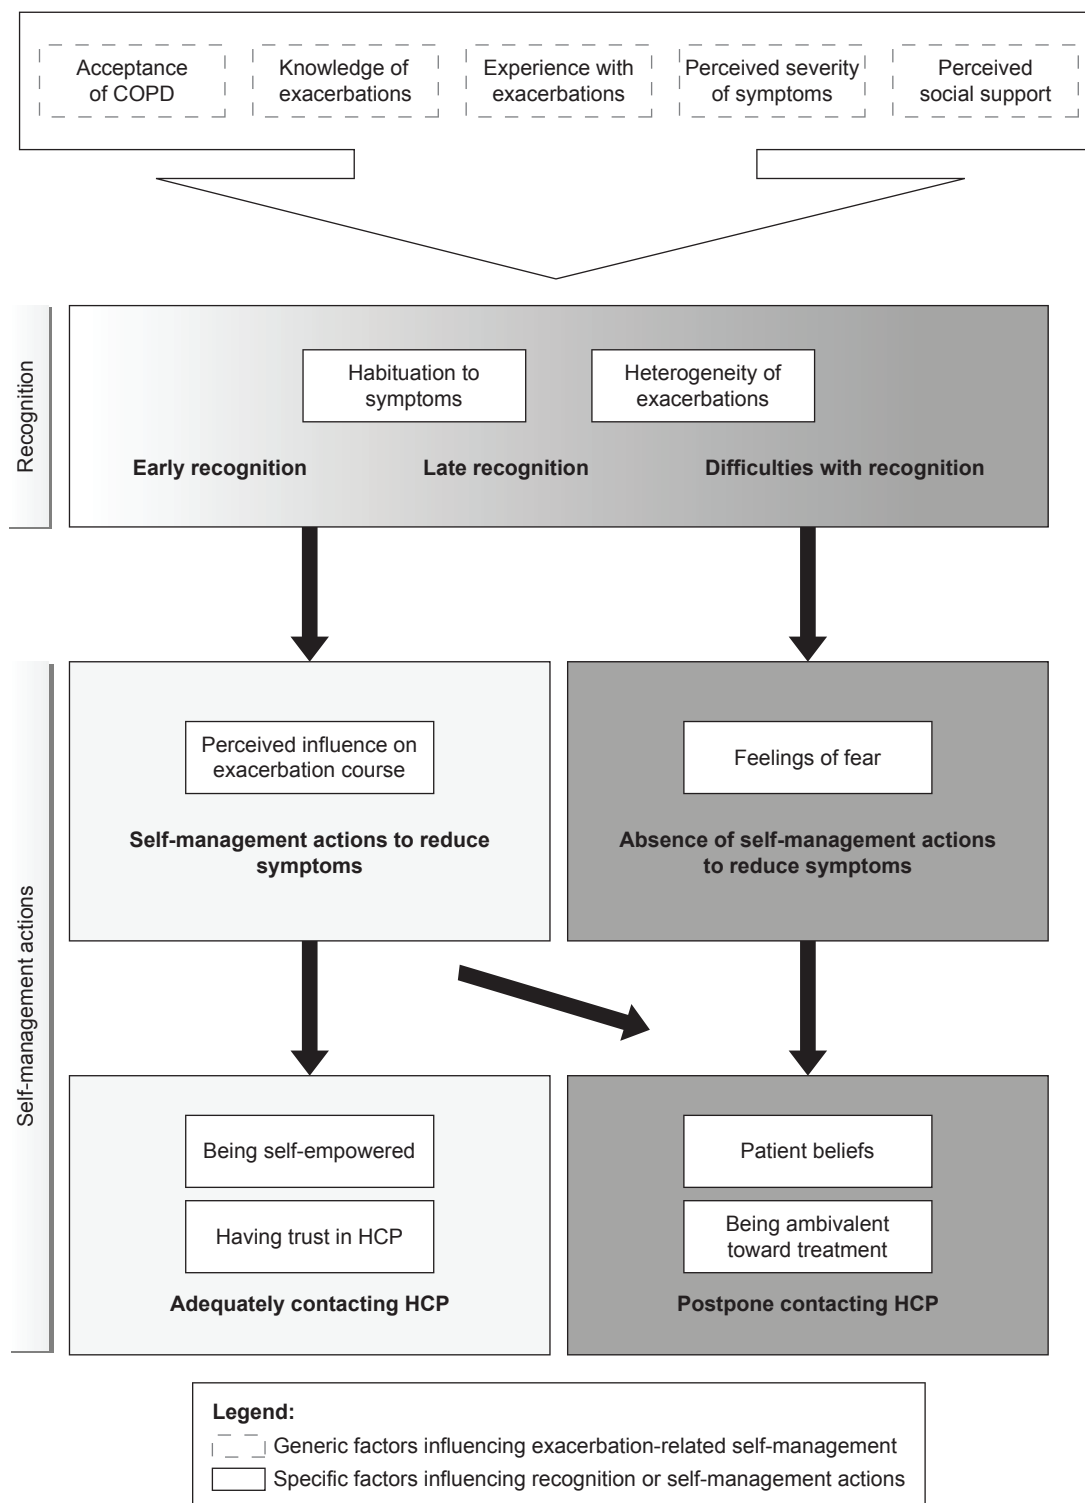 Acceptance
of COPD
Knowledge of
exacerbations
Experience with
exacerbations
Perceived severity
of symptoms
Perceived
social support
Recognition
Habituation to
symptoms
Heterogeneity of
exacerbations
Early recognition
Late recognition
Difficulties with recognition
Self-management actions
Perceived influence on
exacerbation course
Self-management actions to reduce
symptoms
Feelings of fear
Absence of self-management actions
to reduce symptoms
Being self-empowered
Having trust in HCP
Adequately contacting HCP
Patient beliefs
Being ambivalent
toward treatment
Postpone contacting HCP
Legend:
Generic factors influencing exacerbation-related self-management
Specific factors influencing recognition or self-management actions